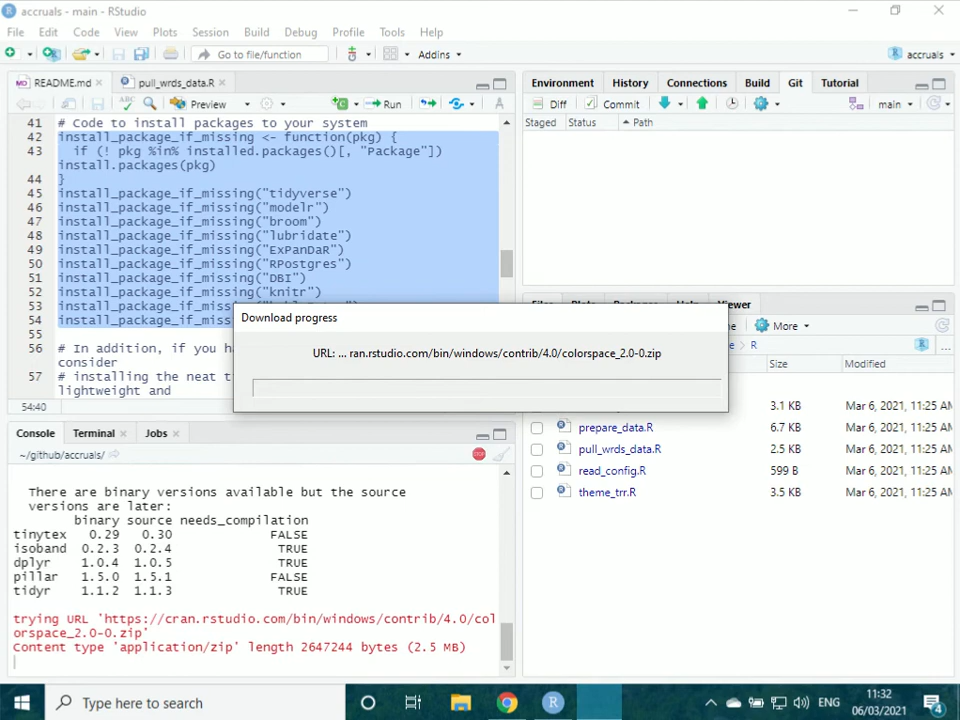 accruals - main - RStudio
File Edit Code View Plots Session Build Debug Profile Tools Help
Go to file/function Addins accruals
README.md pull_wrds_data.R
Preview Run
41 # Code to install packages to your system
42 install_package_if_missing <- function(pkg) {
43 if (! pkg %in% installed.packages()[, "Package"])
install.packages(pkg)
44 }
45 install_package_if_missing("tidyverse")
46 install_package_if_missing("modelr")
47 install_package_if_missing("broom")
48 install_package_if_missing("lubridate")
49 install_package_if_missing("ExPanDaR")
50 install_package_if_missing("RPostgres")
51 install_package_if_missing("DBI")
52 install_package_if_missing("knitr")
53 install_package_if_miss
54 install_package_if_miss
55
56 # In addition, if you ha
consider
57 # installing the neat t
lightweight and
54:40
Environment History Connections Build Git Tutorial
Diff Commit main
Staged Status Path
Download progress
URL: ... ran.rstudio.com/bin/windows/contrib/4.0/colorspace_2.0-0.zip
Files Plots Packages Help Viewer
me More
R
Size Modified
3.1 KB Mar 6, 2021, 11:25 AM
prepare_data.R 6.7 KB Mar 6, 2021, 11:25 AM
pull_wrds_data.R 2.5 KB Mar 6, 2021, 11:25 AM
read_config.R 599 B Mar 6, 2021, 11:25 AM
theme_trr.R 3.5 KB Mar 6, 2021, 11:25 AM
Console Terminal Jobs
~/github/accruals/
There are binary versions available but the source
versions are later:
binary source needs_compilation
tinytex 0.29 0.30 FALSE
isoband 0.2.3 0.2.4 TRUE
dplyr 1.0.4 1.0.5 TRUE
pillar 1.5.0 1.5.1 FALSE
tidyr 1.1.2 1.1.3 TRUE
trying URL 'https://cran.rstudio.com/bin/windows/contrib/4.0/col
orspace_2.0-0.zip'
Content type 'application/zip' length 2647244 bytes (2.5 MB)
Type here to search
ENG
11:32
06/03/2021
4